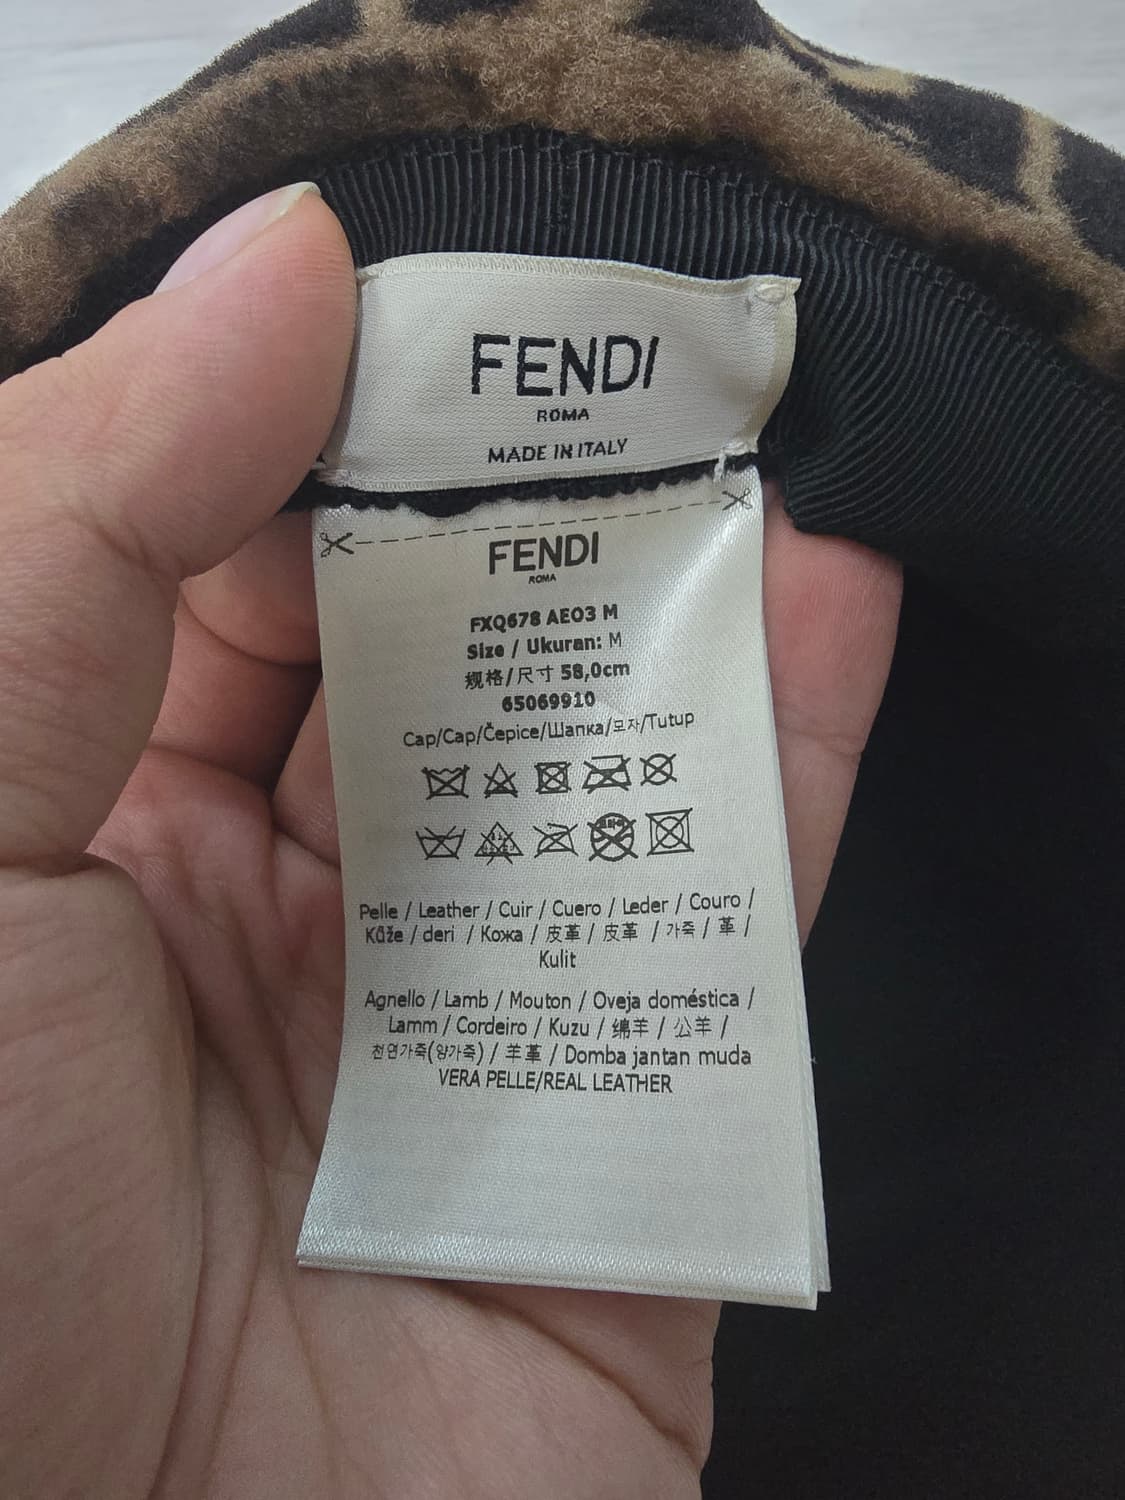 FENDI
ROMA
MADE IN ITALY
FENDI
ROMA
FXQ678 AEO3 M
Size / Ukuran: M
规格/尺寸 58,0cm
65069910
Cap/Cap/Čepice/Шапка/모자/Tutup
Pelle / Leather / Cuir / Cuero / Leder / Couro /
Kůže / deri / Кожа / 皮革 / 皮革 / 가죽 / 革 /
Kulit
Agnello / Lamb / Mouton / Oveja doméstica /
Lamm / Cordeiro / Kuzu / 绵羊 / 公羊 /
천연가죽(양가죽) / 羊革 / Domba jantan muda
VERA PELLE/REAL LEATHER